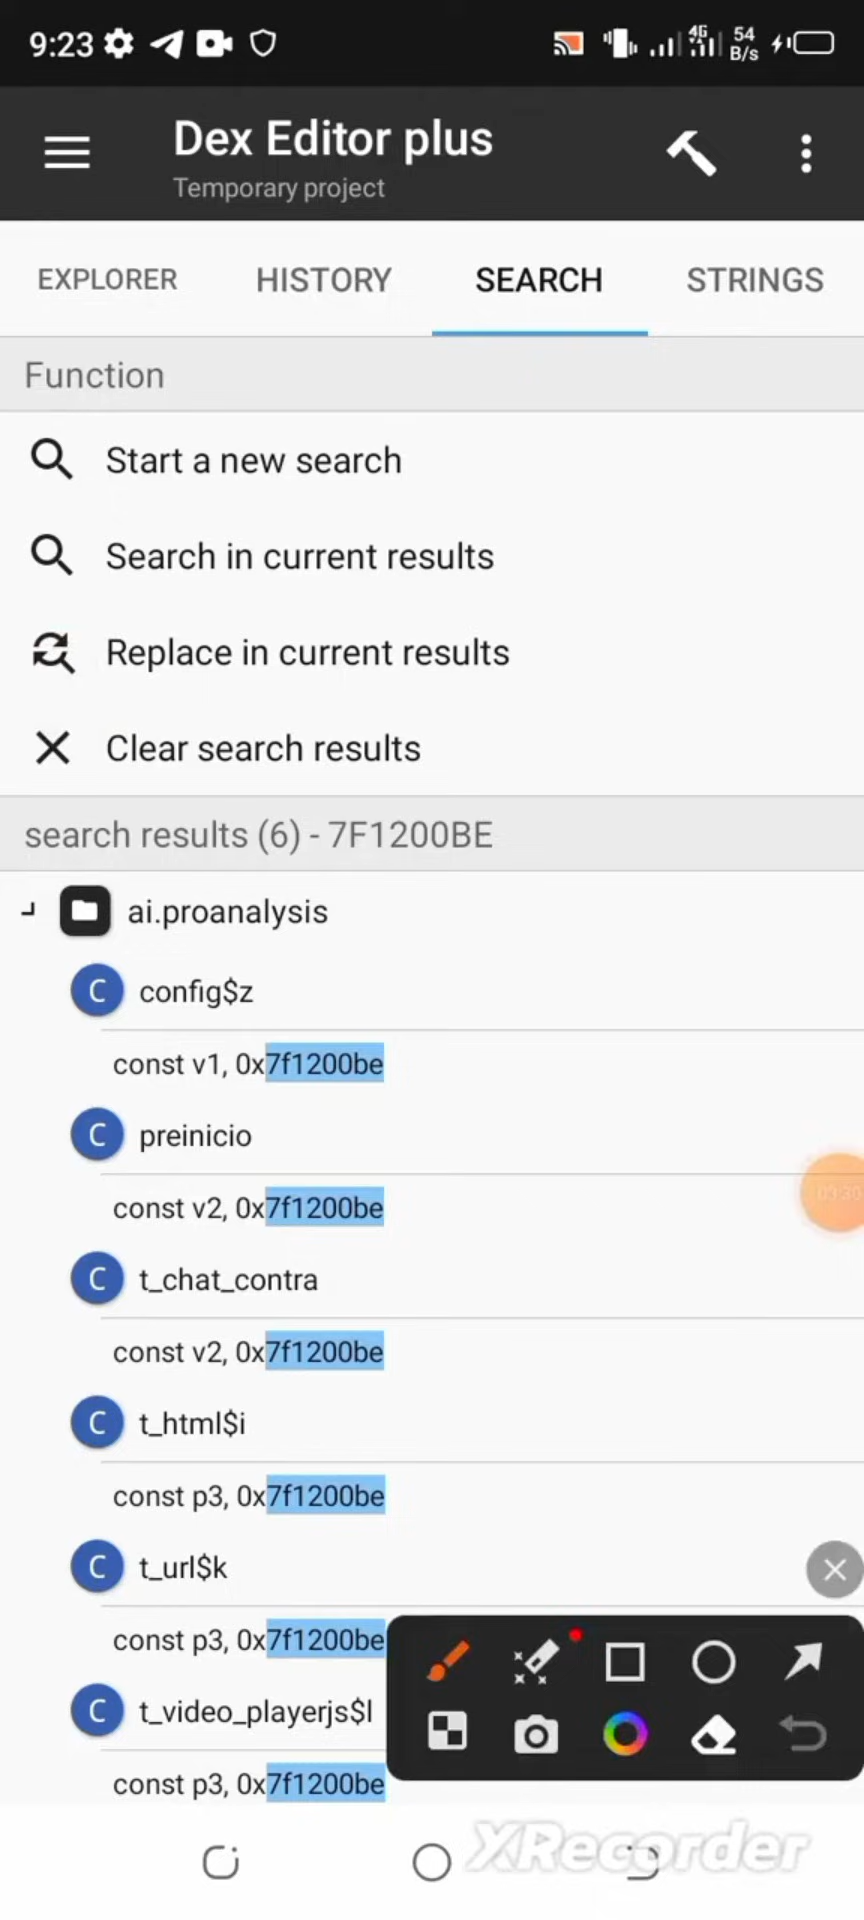 9:23
4G
54
B/s
Dex Editor plus
Temporary project
EXPLORER
HISTORY
SEARCH
STRINGS
Function
Start a new search
Search in current results
Replace in current results
Clear search results
search results (6) - 7F1200BE
ai.proanalysis
C config$z
const v1, 0x7f1200be
C preinicio
const v2, 0x7f1200be
C t_chat_contra
const v2, 0x7f1200be
C t_html$i
const p3, 0x7f1200be
C t_url$k
const p3, 0x7f1200be
C t_video_playerjs$l
const p3, 0x7f1200be
XRecorder